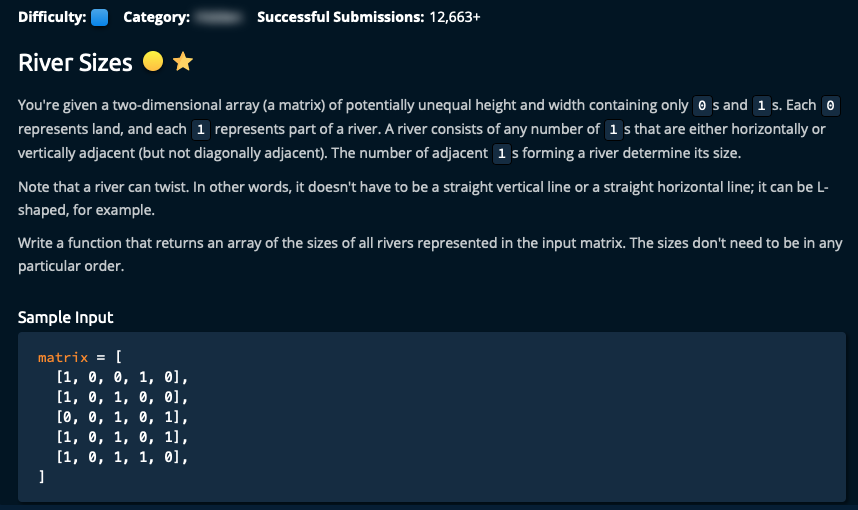 Difficulty: Category: Successful Submissions: 12,663+
River Sizes
You're given a two-dimensional array (a matrix) of potentially unequal height and width containing only 0s and 1s. Each 0
represents land, and each 1 represents part of a river. A river consists of any number of 1s that are either horizontally or
vertically adjacent (but not diagonally adjacent). The number of adjacent 1s forming a river determine its size.
Note that a river can twist. In other words, it doesn't have to be a straight vertical line or a straight horizontal line; it can be L-
shaped, for example.
Write a function that returns an array of the sizes of all rivers represented in the input matrix. The sizes don't need to be in any
particular order.
Sample Input
matrix = [
[1, 0, 0, 1, 0],
[1, 0, 1, 0, 0],
[0, 0, 1, 0, 1],
[1, 0, 1, 0, 1],
[1, 0, 1, 1, 0],
]